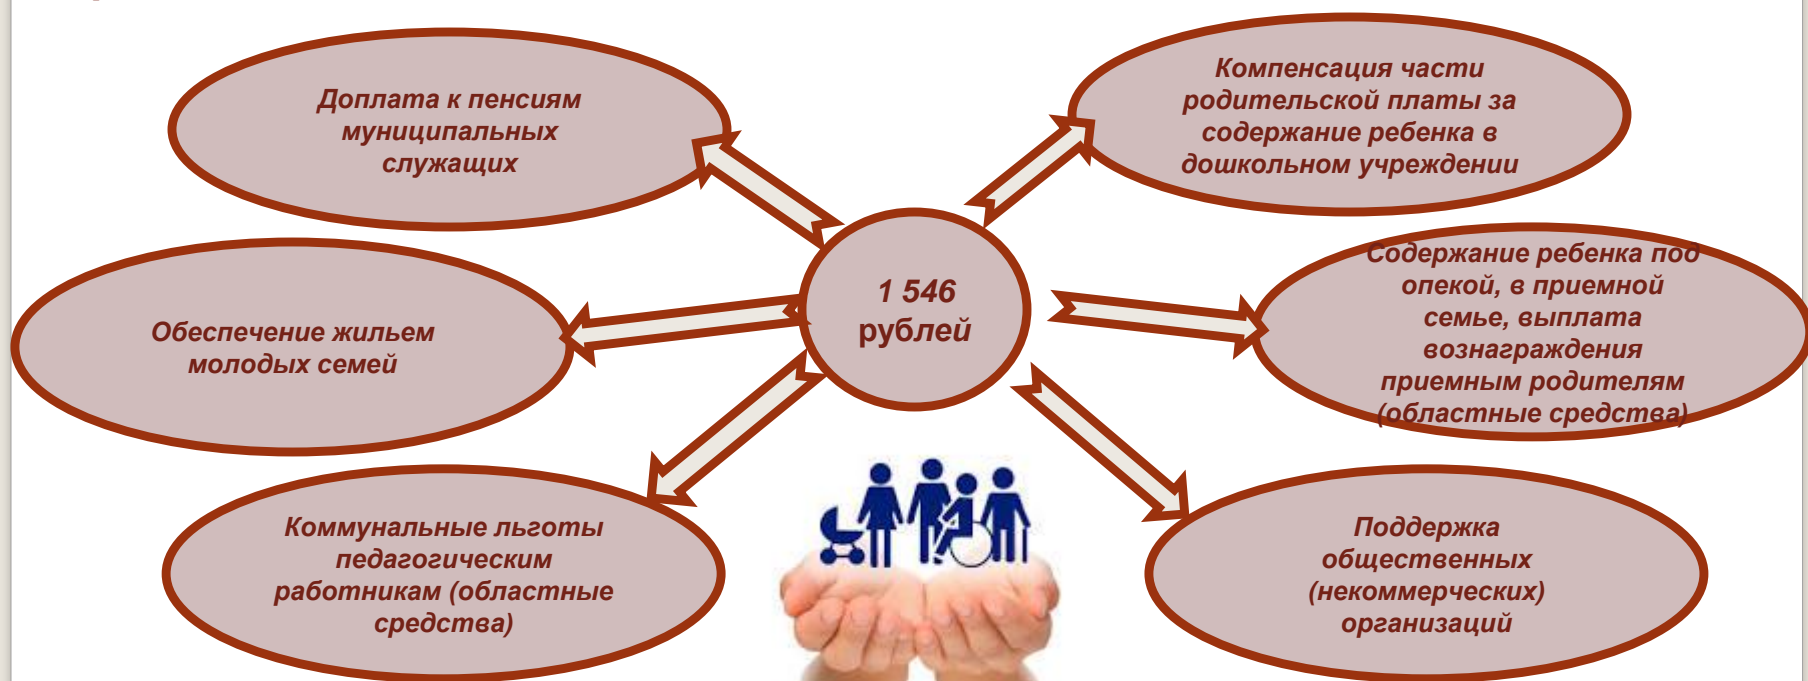 Доплата к пенсиям
муниципальных
служащих
Компенсация части
родительской платы за
содержание ребенка в
дошкольном учреждении
Обеспечение жильем
молодых семей
1 546
рублей
Содержание ребенка под
опекой, в приемной
семье, выплата
вознаграждения
приемным родителям
(областные средства)
Коммунальные льготы
педагогическим
работникам (областные
средства)
Поддержка
общественных
(некоммерческих)
организаций